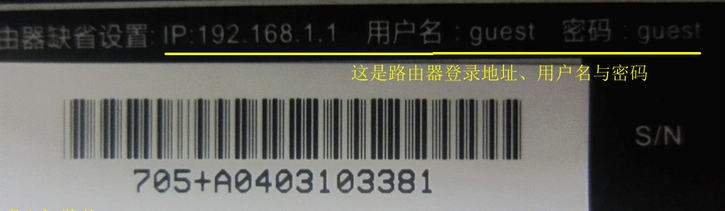 由器缺省设置: IP:192.168.1.1 用户名: guest 密码: guest
这是路由器登录地址、用户名与密码
S/N
705+A0403103381